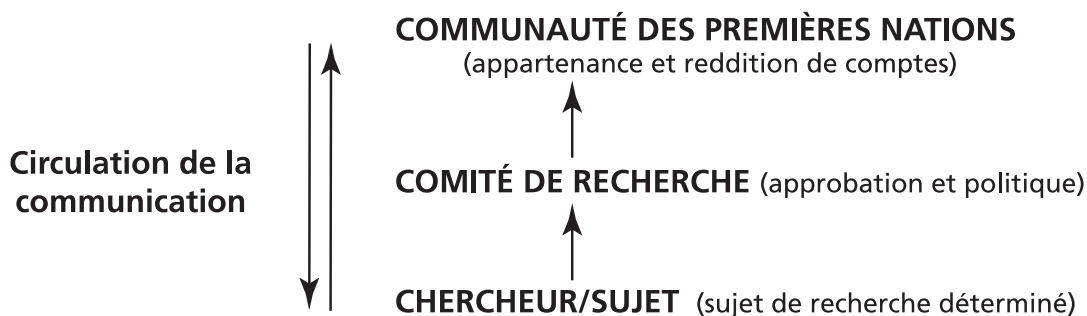 COMMUNAUTÉ DES PREMIÈRES NATIONS
(appartenance et reddition de comptes)
Circulation de la
communication
COMITÉ DE RECHERCHE (approbation et politique)
CHERCHEUR/SUJET (sujet de recherche déterminé)